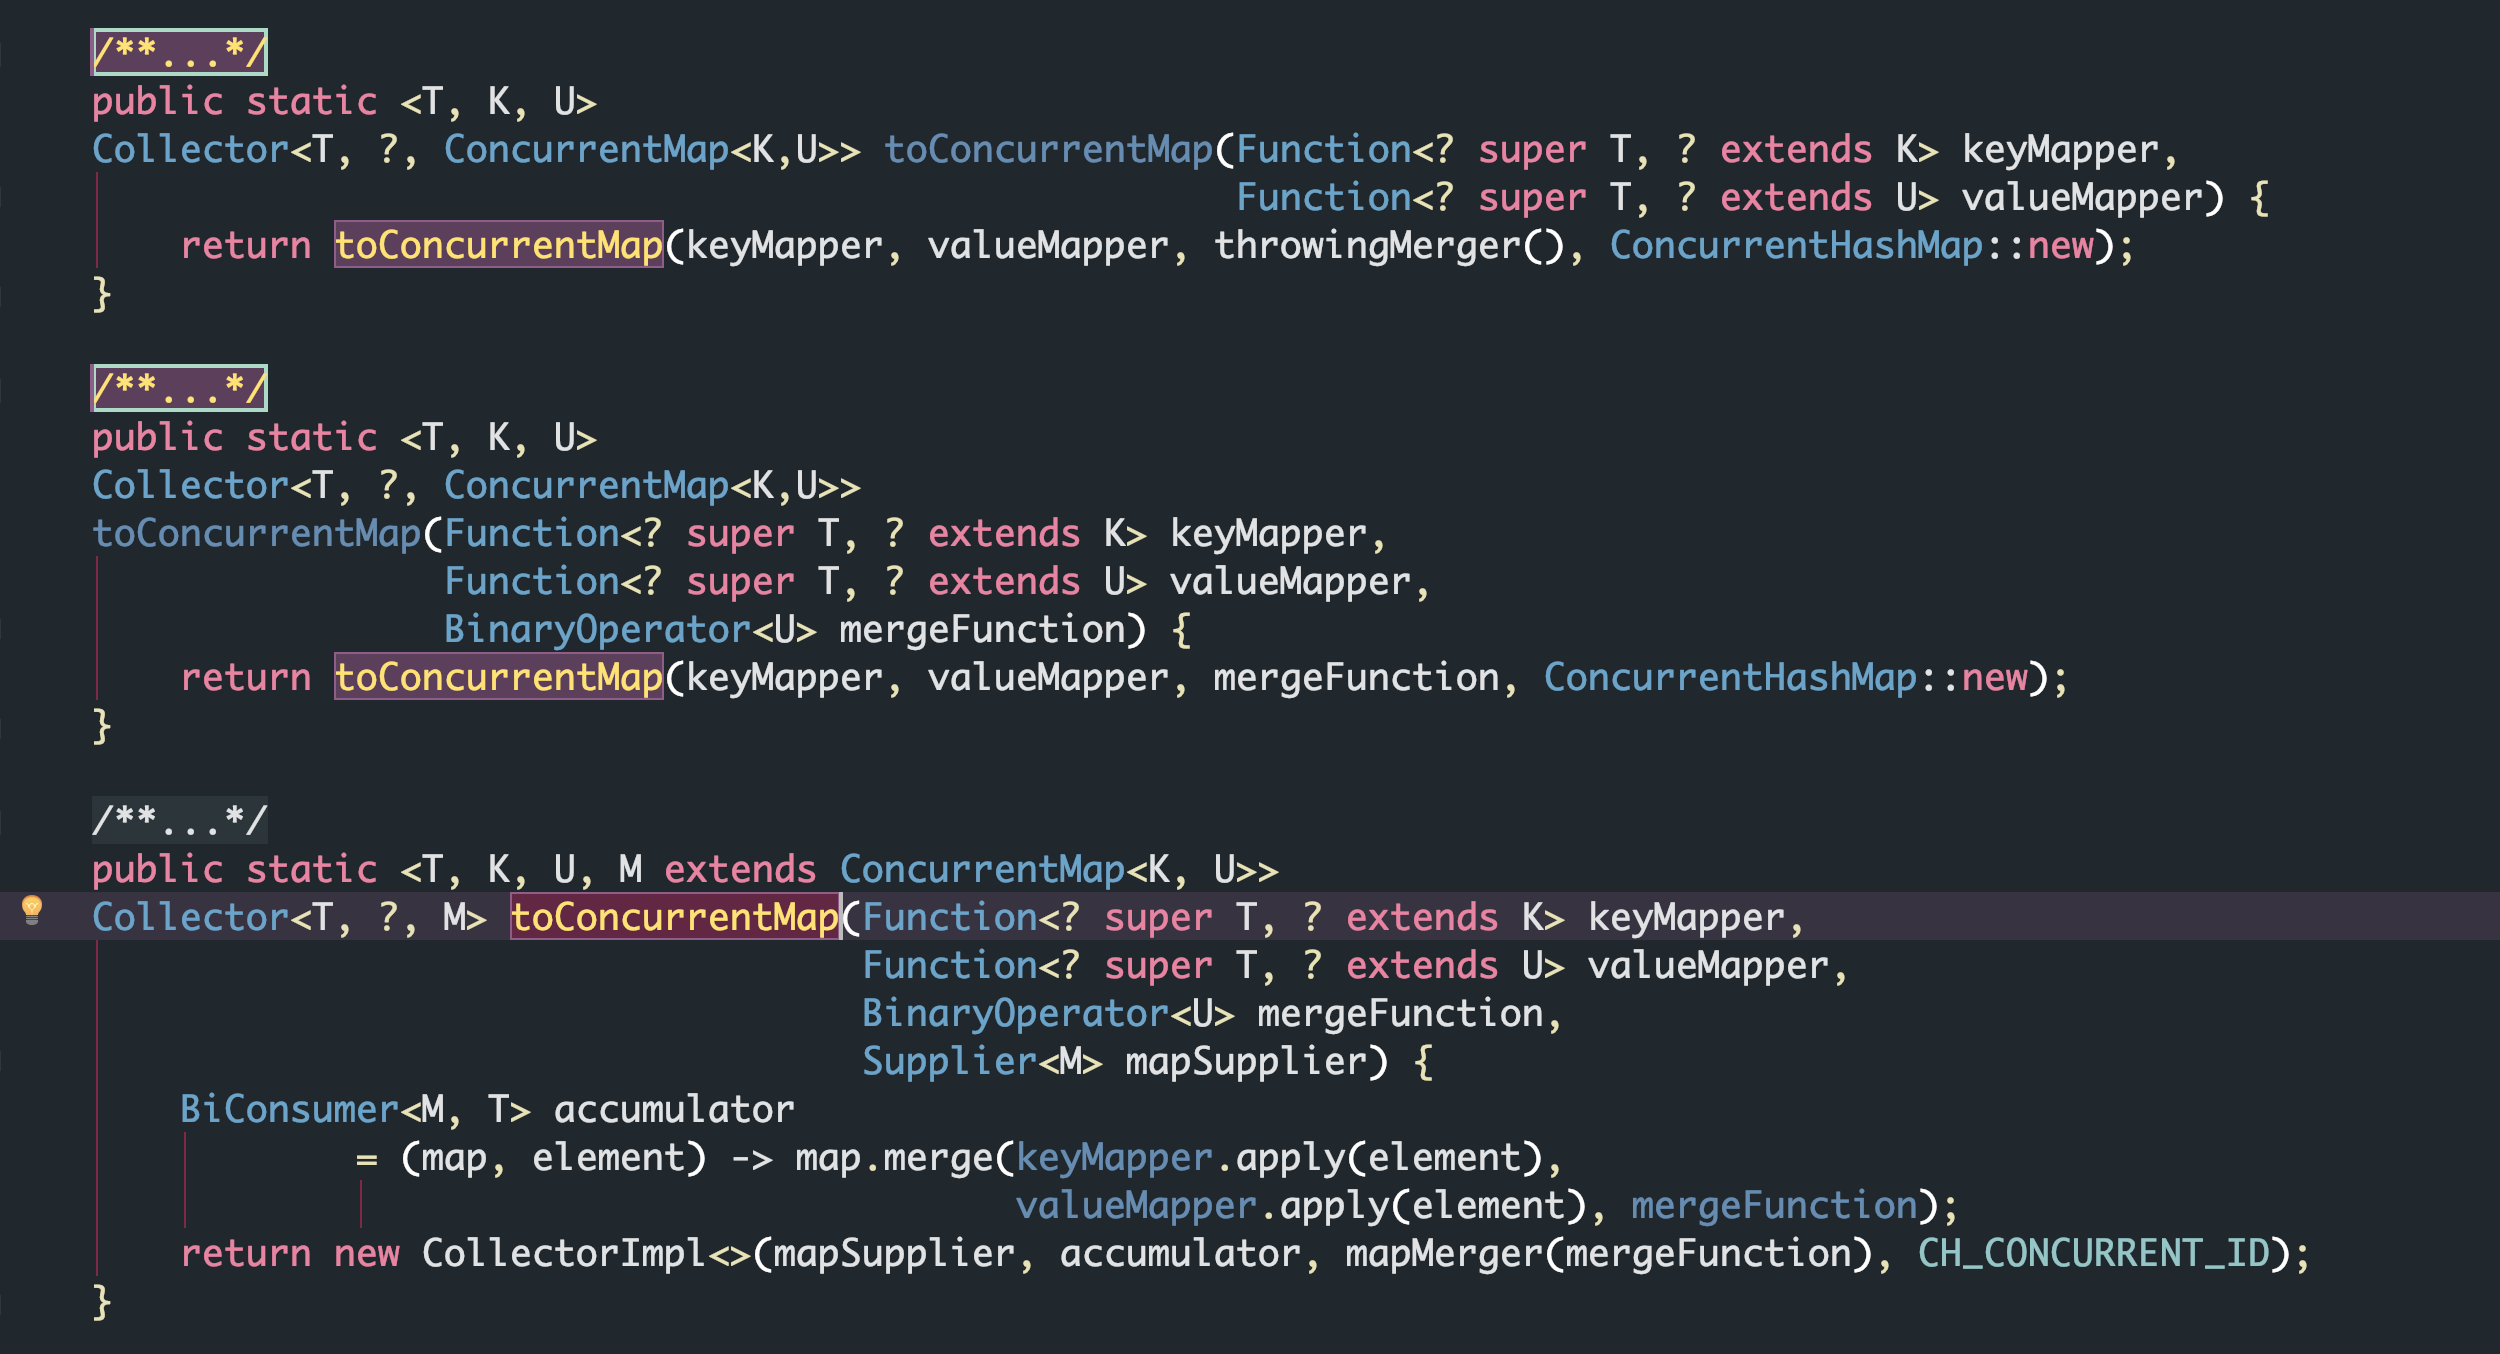 /**...*/
public static <T, K, U>
Collector<T, ?, ConcurrentMap<K,U>> toConcurrentMap(Function<? super T, ? extends K> keyMapper,
                                                    Function<? super T, ? extends U> valueMapper) {
    return toConcurrentMap(keyMapper, valueMapper, throwingMerger(), ConcurrentHashMap::new);
}

/**...*/
public static <T, K, U>
Collector<T, ?, ConcurrentMap<K,U>>
toConcurrentMap(Function<? super T, ? extends K> keyMapper,
                Function<? super T, ? extends U> valueMapper,
                BinaryOperator<U> mergeFunction) {
    return toConcurrentMap(keyMapper, valueMapper, mergeFunction, ConcurrentHashMap::new);
}

/**...*/
public static <T, K, U, M extends ConcurrentMap<K, U>>
Collector<T, ?, M> toConcurrentMap(Function<? super T, ? extends K> keyMapper,
                                   Function<? super T, ? extends U> valueMapper,
                                   BinaryOperator<U> mergeFunction,
                                   Supplier<M> mapSupplier) {
    BiConsumer<M, T> accumulator
            = (map, element) -> map.merge(keyMapper.apply(element),
                                          valueMapper.apply(element), mergeFunction);
    return new CollectorImpl<>(mapSupplier, accumulator, mapMerger(mergeFunction), CH_CONCURRENT_ID);
}